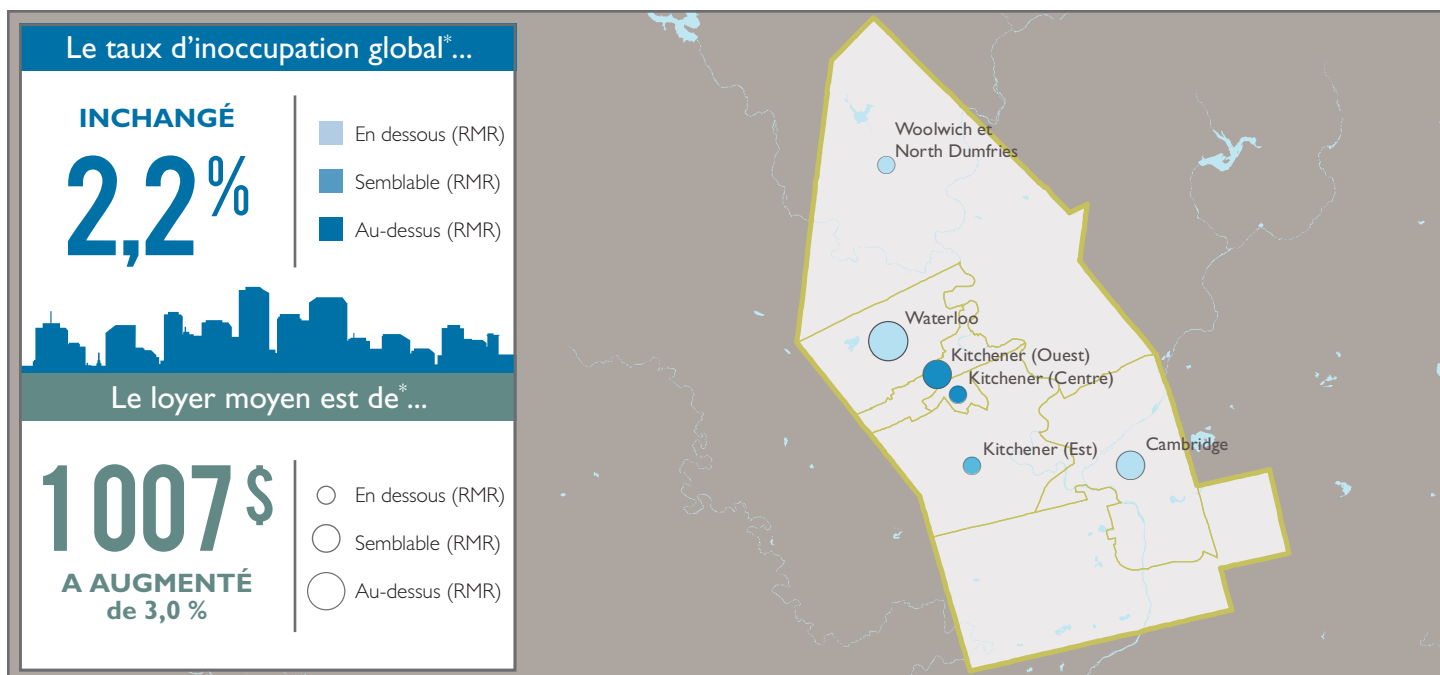 Le taux d'inoccupation global*...
INCHANGÉ
2,2 %
En dessous (RMR)
Semblable (RMR)
Au-dessus (RMR)
Le loyer moyen est de*...
1 007 $
A AUGMENTÉ
de 3,0 %
En dessous (RMR)
Semblable (RMR)
Au-dessus (RMR)
Woolwich et
North Dumfries
Waterloo
Kitchener (Ouest)
Kitchener (Centre)
Kitchener (Est)
Cambridge